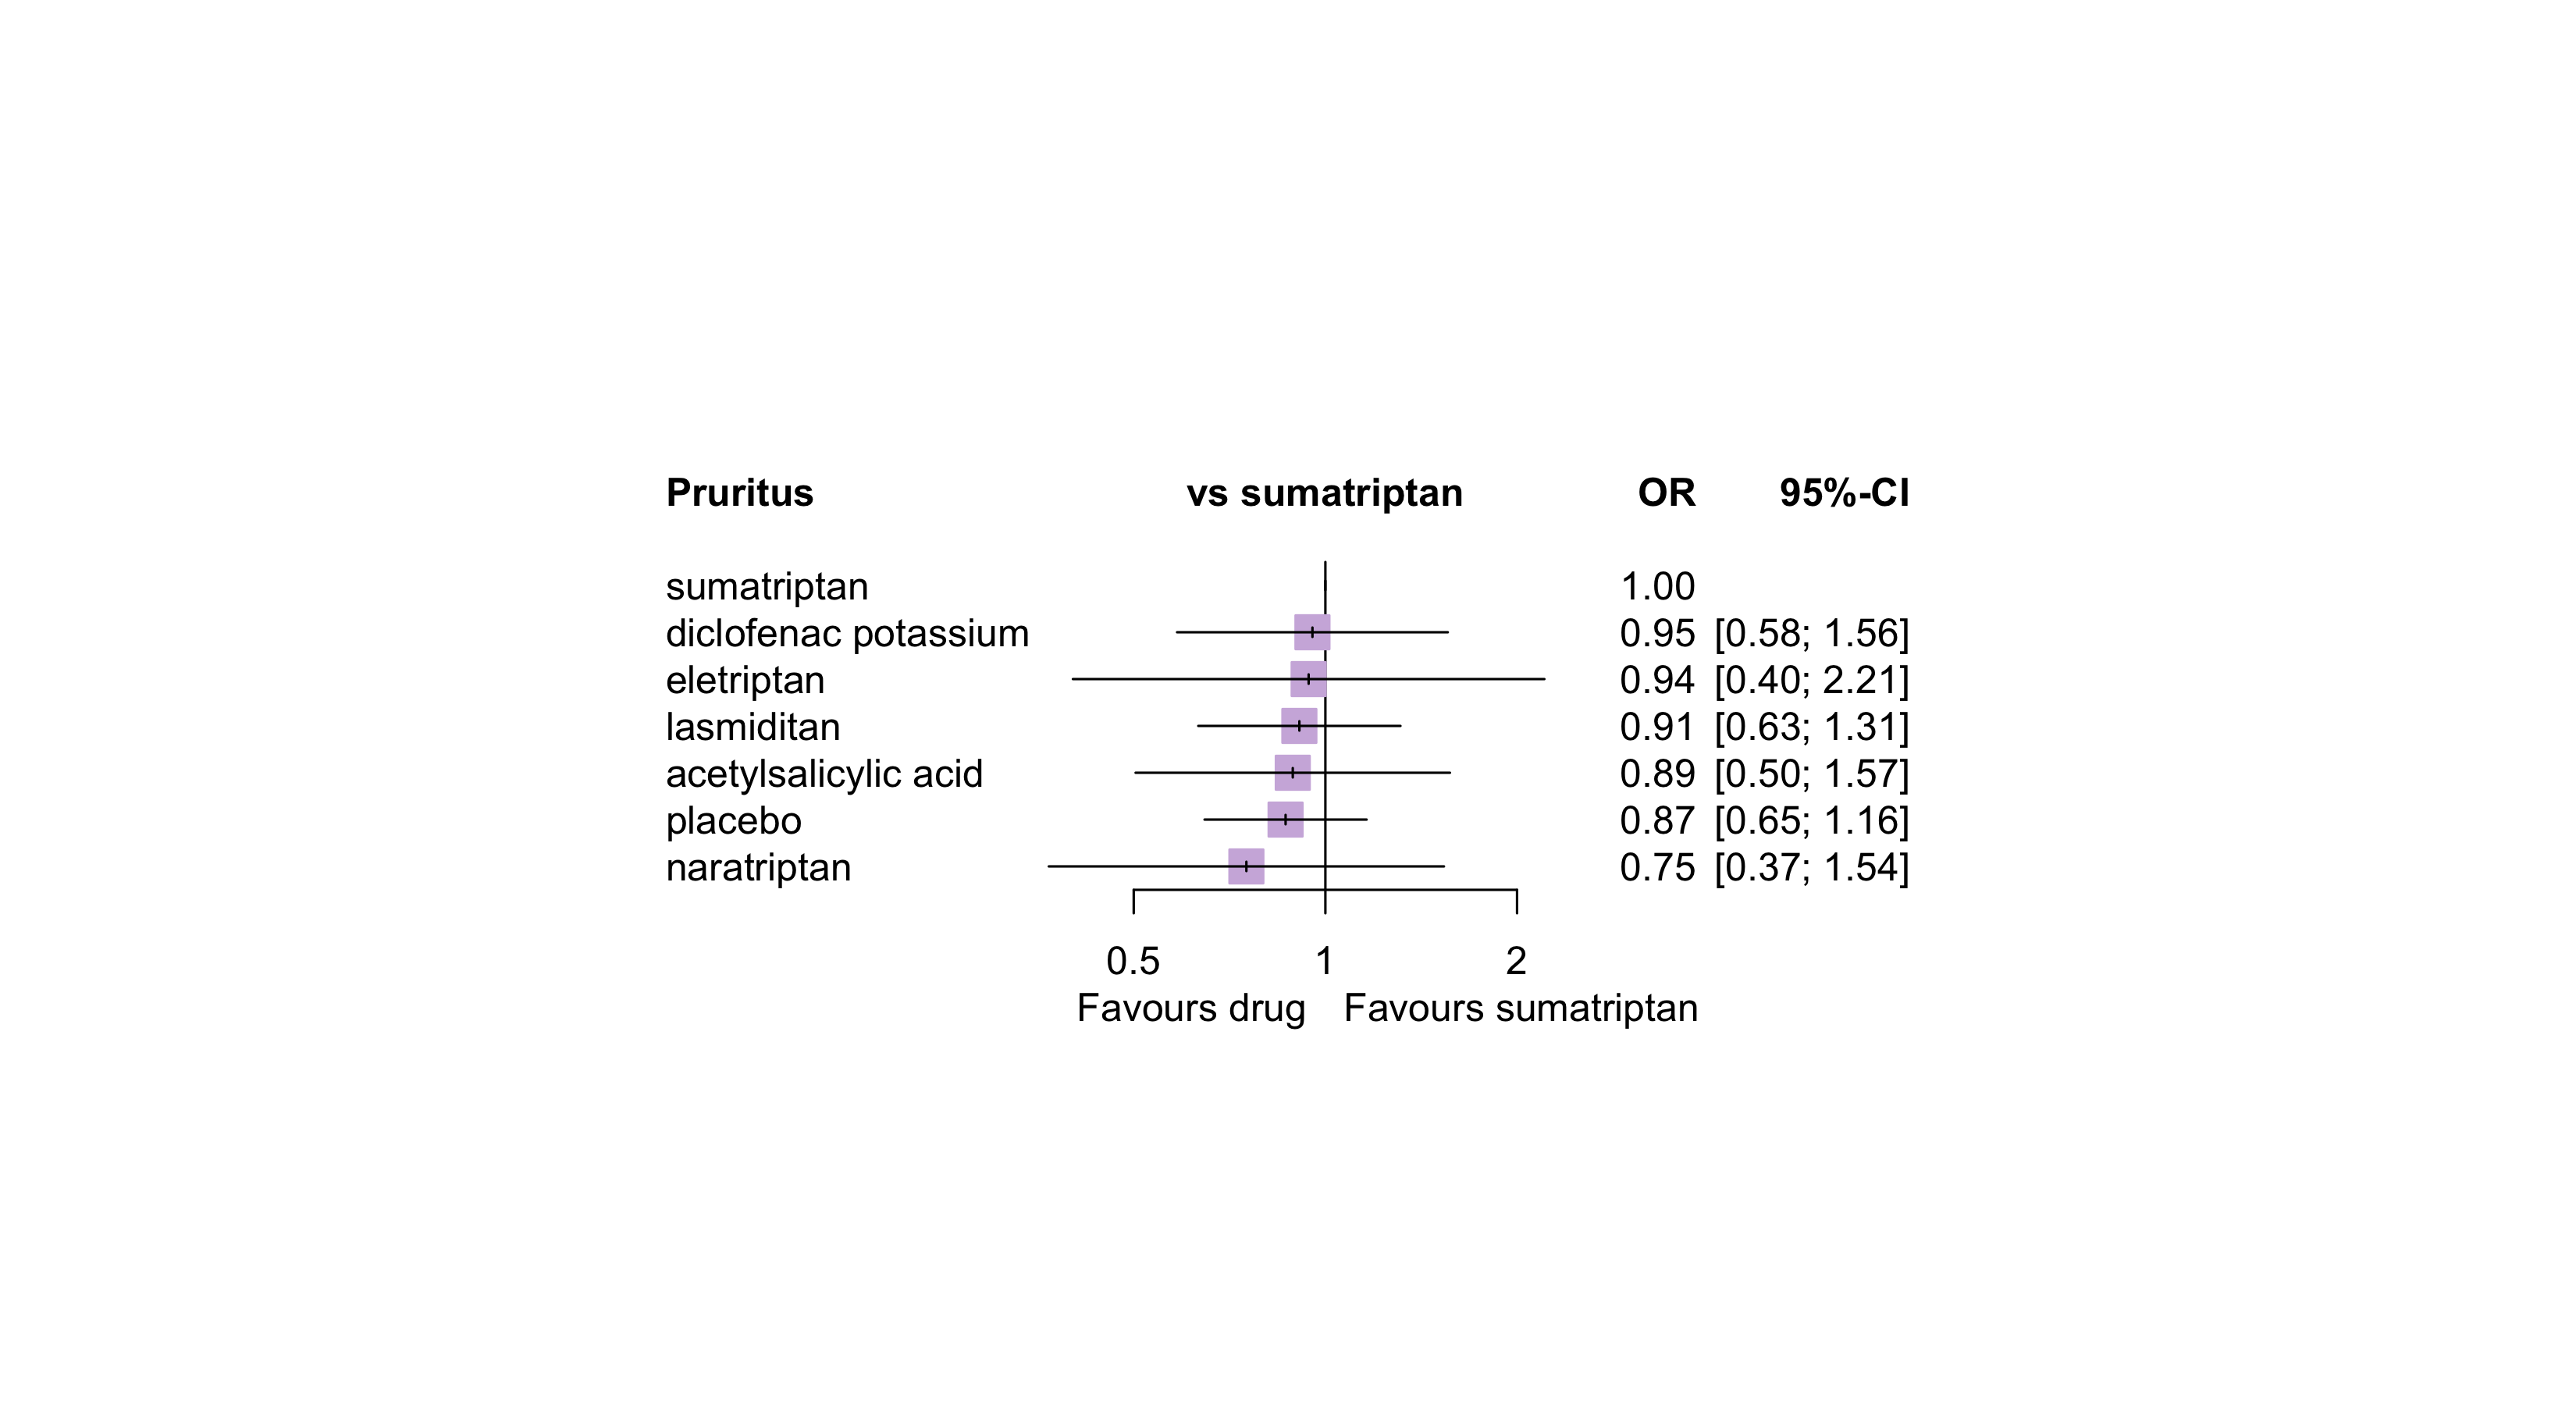 Pruritus vs sumatriptan OR 95%-CI
sumatriptan 1.00
diclofenac potassium 0.95 [0.58; 1.56]
eletriptan 0.94 [0.40; 2.21]
lasmiditan 0.91 [0.63; 1.31]
acetylsalicylic acid 0.89 [0.50; 1.57]
placebo 0.87 [0.65; 1.16]
naratriptan 0.75 [0.37; 1.54]
0.5 1 2
Favours drug Favours sumatriptan